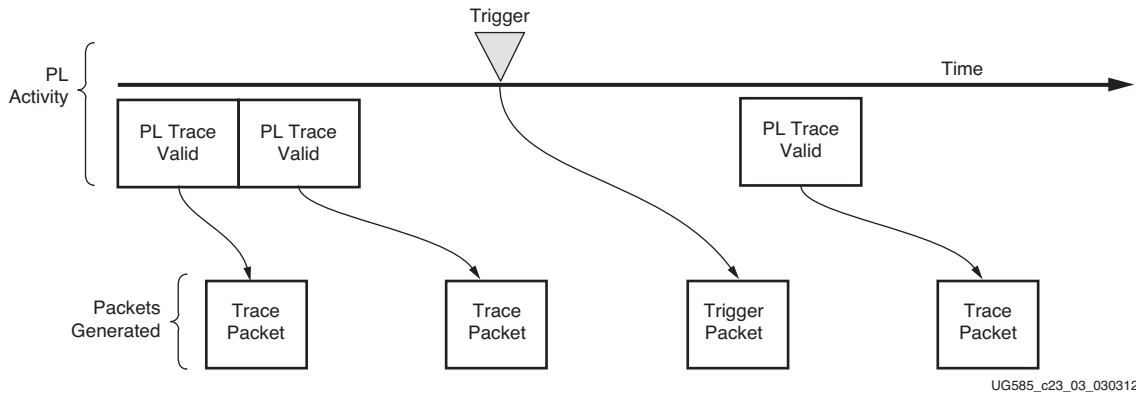 Trigger
PL
Activity
Time
PL Trace
Valid
PL Trace
Valid
PL Trace
Valid
Packets
Generated
Trace
Packet
Trace
Packet
Trigger
Packet
Trace
Packet
UG585_c23_03_030312